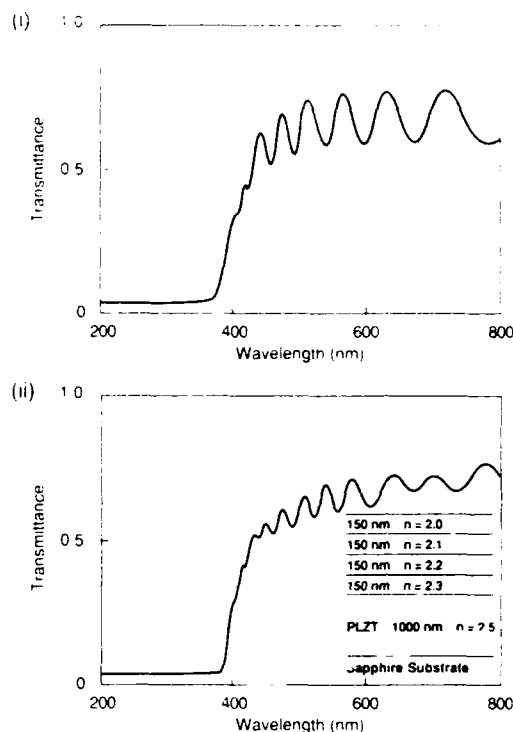 (i)
1.0
0.5
0
Transmittance
200 400 600 800
Wavelength (nm)
(ii)
1.0
0.5
0
Transmittance
150 nm n = 2.0
150 nm n = 2.1
150 nm n = 2.2
150 nm n = 2.3
PLZT 1000 nm n = 2.5
Sapphire Substrate
200 400 600 800
Wavelength (nm)